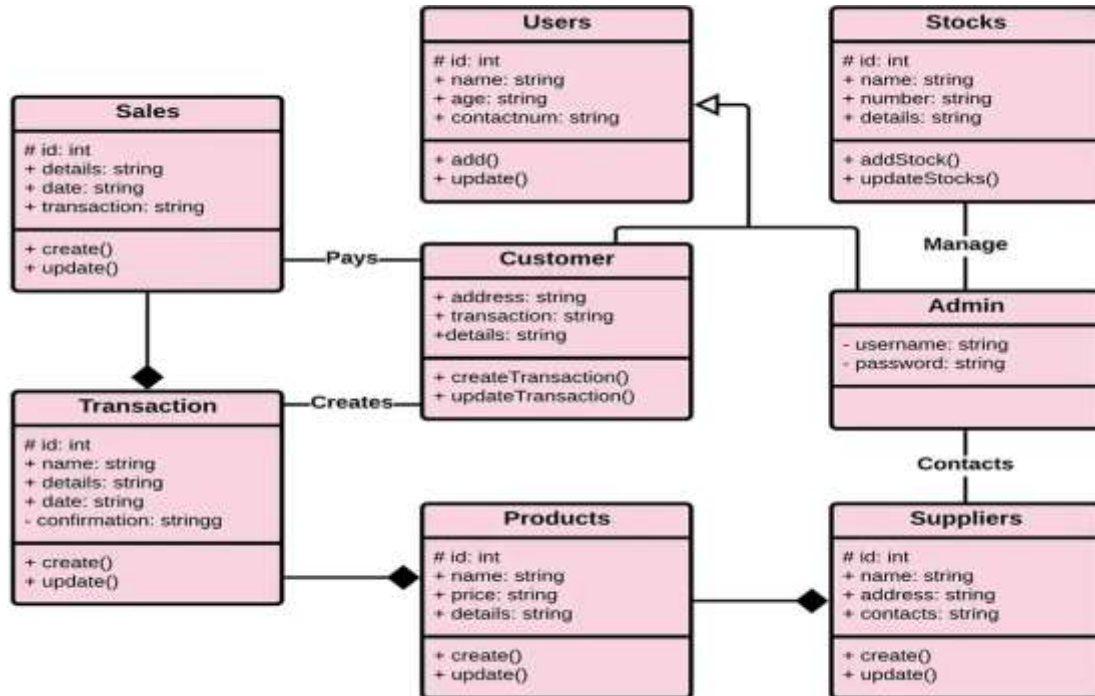 Users
# id: int
+ name: string
+ age: string
+ contactnum: string
+ add()
+ update()
Stocks
# id: int
+ name: string
+ number: string
+ details: string
+ addStock()
+ updateStocks()
Sales
# id: int
+ details: string
+ date: string
+ transaction: string
+ create()
+ update()
Pays
Customer
+ address: string
+ transaction: string
+details: string
+ createTransaction()
+ updateTransaction()
Manage
Admin
- username: string
- password: string
Transaction
# id: int
+ name: string
+ details: string
+ date: string
- confirmation: stringg
+ create()
+ update()
Creates
Contacts
Products
# id: int
+ name: string
+ price: string
+ details: string
+ create()
+ update()
Suppliers
# id: int
+ name: string
+ address: string
+ contacts: string
+ create()
+ update()